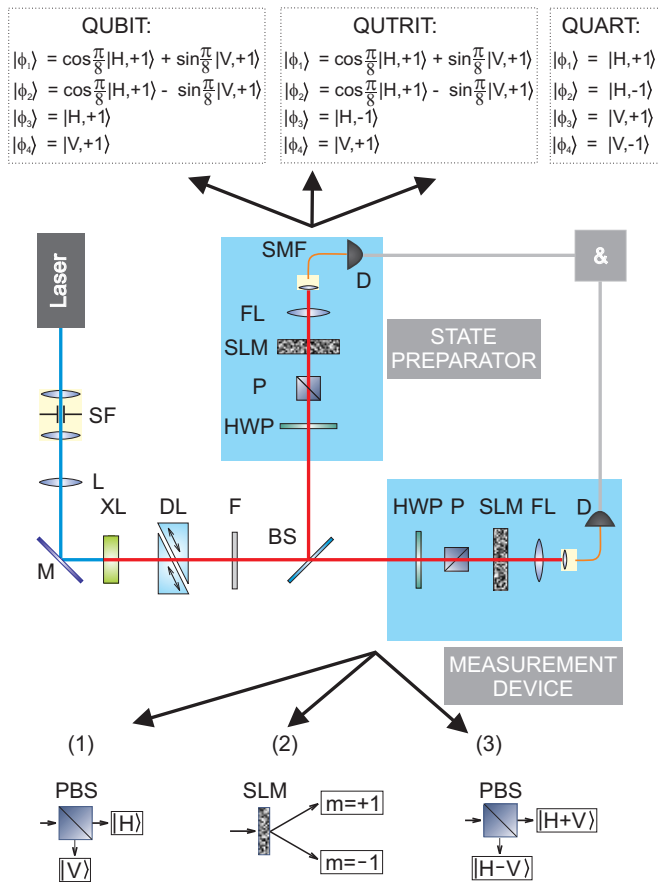 QUBIT:
|ϕ₁⟩ = cosπ/8|H,+1⟩ + sinπ/8|V,+1⟩
|ϕ₂⟩ = cosπ/8|H,+1⟩ - sinπ/8|V,+1⟩
|ϕ₃⟩ = |H,+1⟩
|ϕ₄⟩ = |V,+1⟩
QUTRIT:
|ϕ₁⟩ = cosπ/8|H,+1⟩ + sinπ/8|V,+1⟩
|ϕ₂⟩ = cosπ/8|H,+1⟩ - sinπ/8|V,+1⟩
|ϕ₃⟩ = |H,-1⟩
|ϕ₄⟩ = |V,+1⟩
QUART:
|ϕ₁⟩ = |H,+1⟩
|ϕ₂⟩ = |H,-1⟩
|ϕ₃⟩ = |V,+1⟩
|ϕ₄⟩ = |V,-1⟩
Laser
SMF
D
&
FL
SLM
STATE
PREPARATOR
P
SF
HWP
L
XL
DL
F
BS
HWP
P
SLM
FL
D
M
MEASUREMENT
DEVICE
(1)
(2)
(3)
PBS
|H⟩
|V⟩
SLM
m=+1
m=-1
PBS
|H+V⟩
|H-V⟩